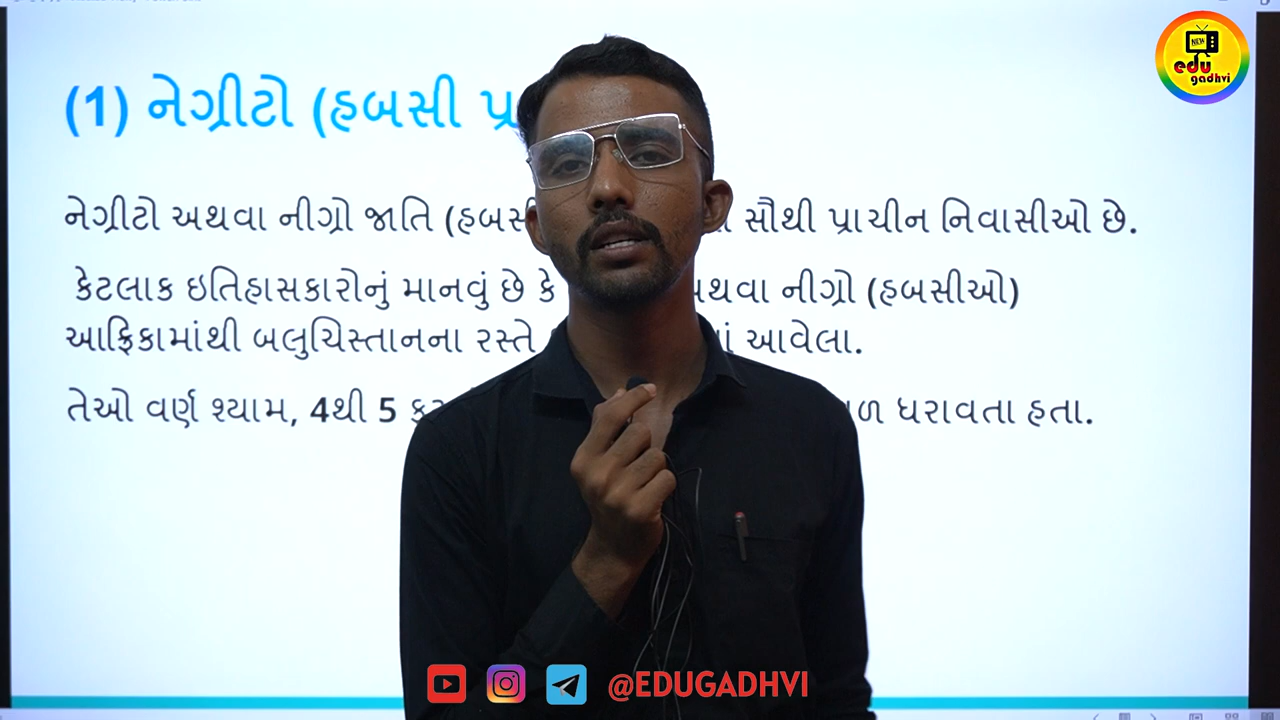 (1) નેગ્રીટો (હબસી
નેગ્રીટો અથવા નીગ્રો જાતિ સૌથી પ્રાચીન નિવાસીઓ છે.
કેટલાક ઇતિહાસકારોનું માનવું છે કે અથવા નીગ્રો (હબસીઓ)
આફ્રિકામાંથી બલુચિસ્તાનના રસ્તે આવેલા.
તેઓ વર્ણ શ્યામ, 4થી 5 ધરાવતા હતા.
NEW
edu
gadhvi
@EDUGADHVI